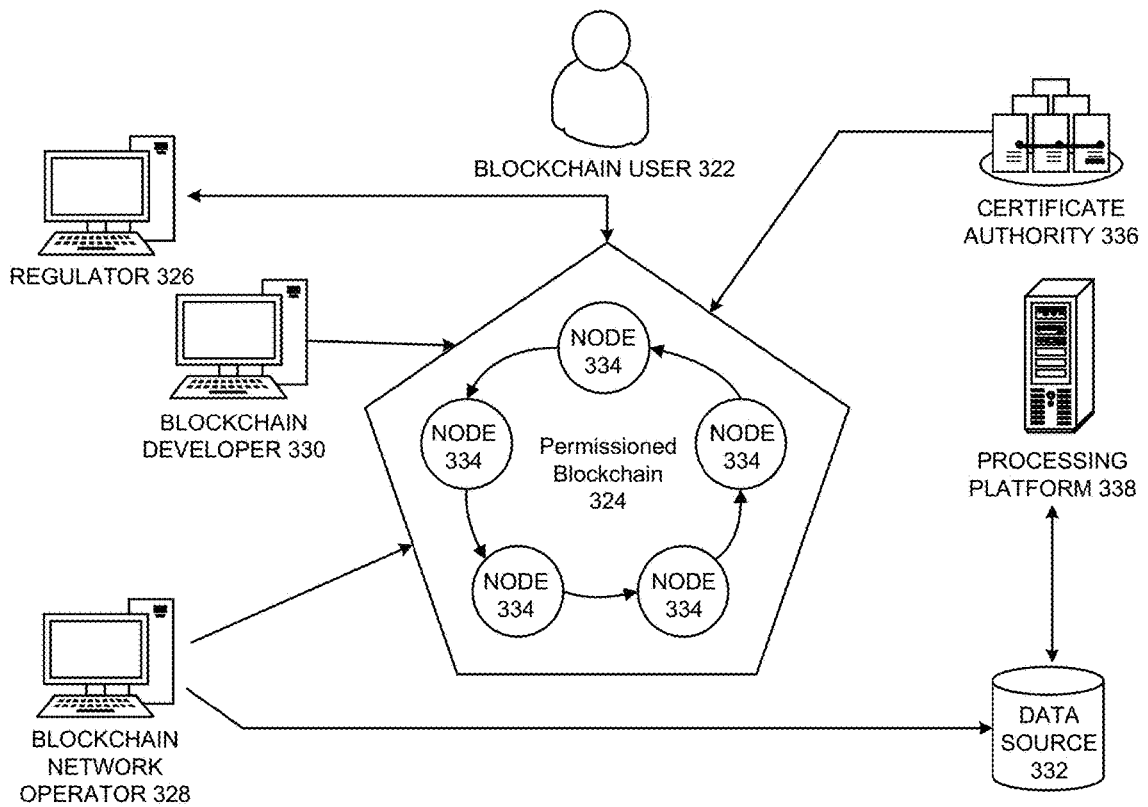 BLOCKCHAIN USER 322
CERTIFICATE
AUTHORITY 336
REGULATOR 326
BLOCKCHAIN
DEVELOPER 330
NODE
334
NODE
334
Permissioned
Blockchain
324
NODE
334
NODE
334
NODE
334
PROCESSING
PLATFORM 338
BLOCKCHAIN
NETWORK
OPERATOR 328
DATA
SOURCE
332